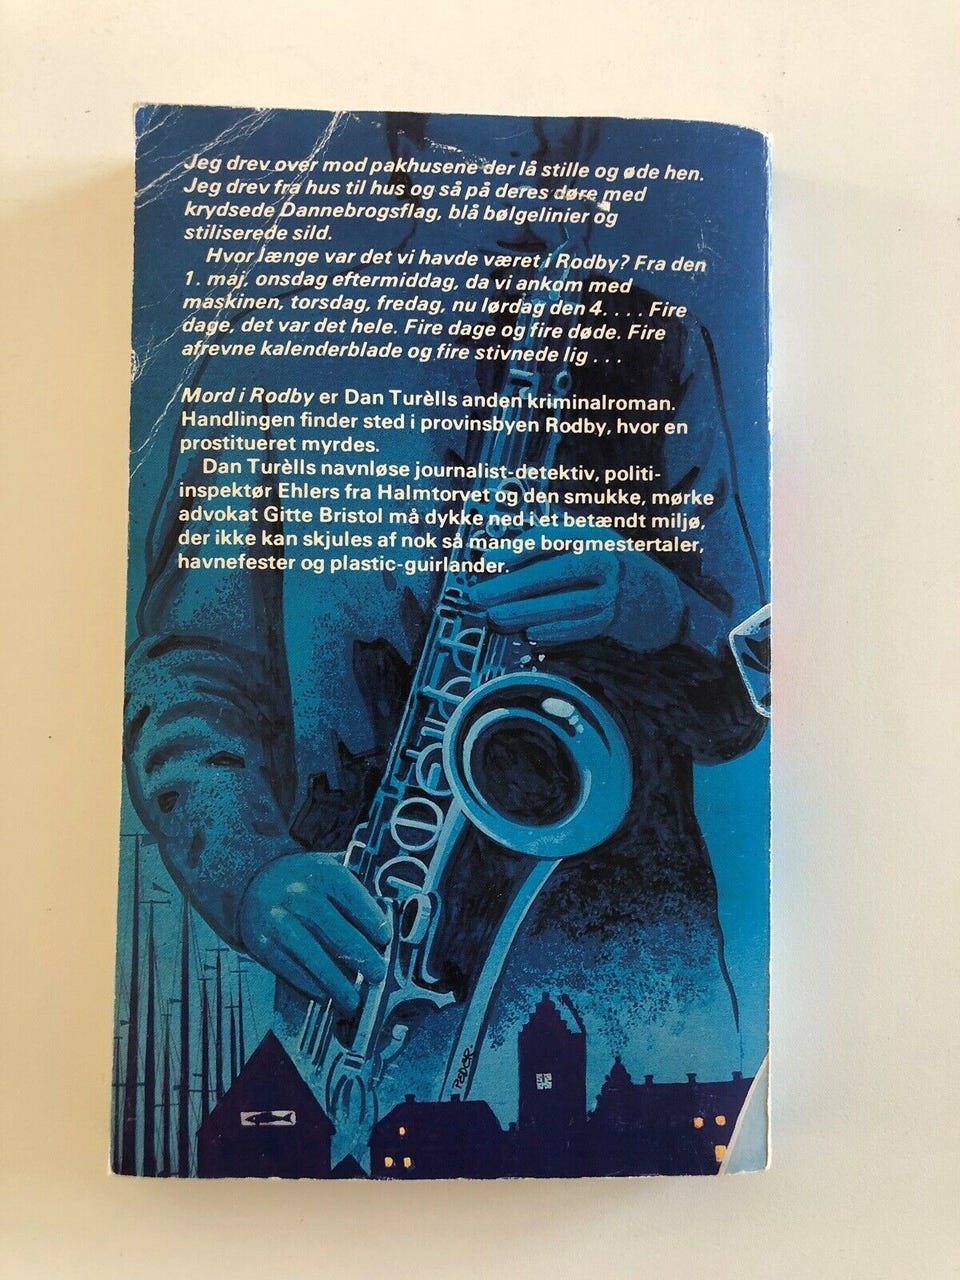 Jeg drev over mod pakhusene der lå stille og øde hen.
Jeg drev fra hus til hus og så på deres døre med
krydsede Dannebrogsflag, blå bølgelinier og
stiliserede sild.
Hvor længe var det vi havde været i Rodby? Fra den
1. maj, onsdag eftermiddag, da vi ankom med
maskinen, torsdag, fredag, nu lørdag den 4. . . . Fire
dage, det var det hele. Fire dage og fire døde. Fire
afrevne kalenderblade og fire stivnede lig . . .
Mord i Rodby er Dan Turèlls anden kriminalroman.
Handlingen finder sted i provinsbyen Rodby, hvor en
prostitueret myrdes.
Dan Turèlls navnløse journalist-detektiv, politi-
inspektør Ehlers fra Halmtorvet og den smukke, mørke
advokat Gitte Bristol må dykke ned i et betændt miljø,
der ikke kan skjules af nok så mange borgmestertaler,
havnefester og plastic-guirlander.